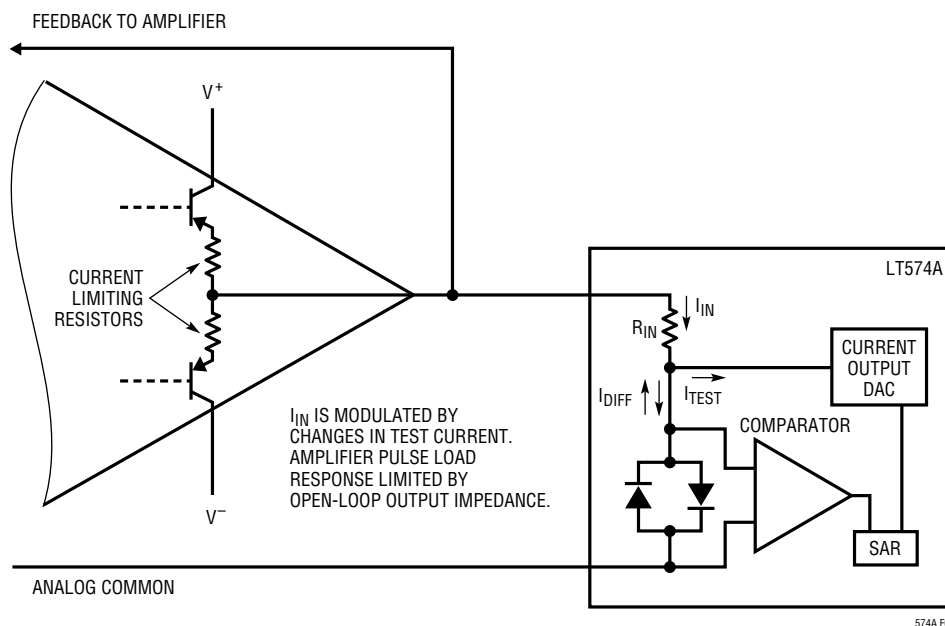 FEEDBACK TO AMPLIFIER
V+
CURRENT
LIMITING
RESISTORS
V–
IIN IS MODULATED BY
CHANGES IN TEST CURRENT.
AMPLIFIER PULSE LOAD
RESPONSE LIMITED BY
OPEN-LOOP OUTPUT IMPEDANCE.
ANALOG COMMON
LT574A
IIN
RIN
CURRENT
OUTPUT
DAC
IDIFF
ITEST
COMPARATOR
SAR
574A F